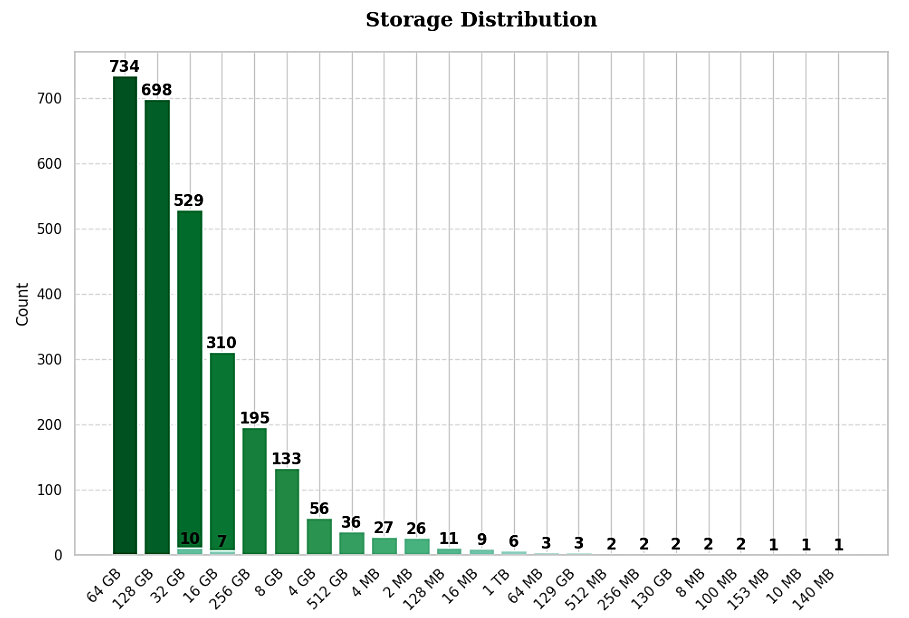 Storage Distribution
Count
700
600
500
400
300
200
100
0
734
698
529
310
195
133
56
36
27
26
11
9
6
3
3
2
2
2
2
2
1
1
1
10
7
64 GB
128 GB
32 GB
16 GB
256 GB
8 GB
4 GB
512 GB
4 MB
2 MB
128 MB
16 MB
1 TB
64 MB
129 GB
512 MB
256 MB
130 GB
8 MB
100 MB
153 MB
10 MB
140 MB